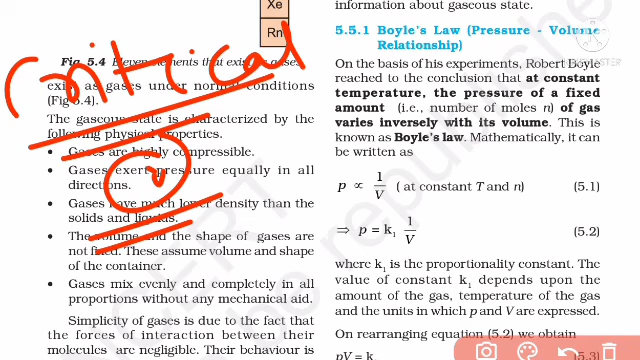 Xe
Rn
Fig. 5.4 Eleven elements that exist as gases
Critical
exist as gases under normal conditions
(Fig 5.4).
The gaseous state is characterized by the
following physical properties.
• Gases are highly compressible.
• Gases exert pressure equally in all
directions.
• Gases have much lower density than the
solids and liquids.
• The volume and the shape of gases are
not fixed. These assume volume and shape
of the container.
• Gases mix evenly and completely in all
proportions without any mechanical aid.
Simplicity of gases is due to the fact that
the forces of interaction between their
molecules are negligible. Their behaviour is
information about gaseous state.
5.5.1 Boyle's Law (Pressure - Volume
Relationship)
On the basis of his experiments, Robert Boyle
reached to the conclusion that at constant
temperature, the pressure of a fixed
amount (i.e., number of moles n) of gas
varies inversely with its volume. This is
known as Boyle's law. Mathematically, it can
be written as
p ∝ 1/V (at constant T and n) (5.1)
⇒ p = k₁ 1/V (5.2)
where k₁ is the proportionality constant. The
value of constant k₁ depends upon the
amount of the gas, temperature of the gas
and the units in which p and V are expressed.
On rearranging equation (5.2) we obtain
pV = k (5.3)